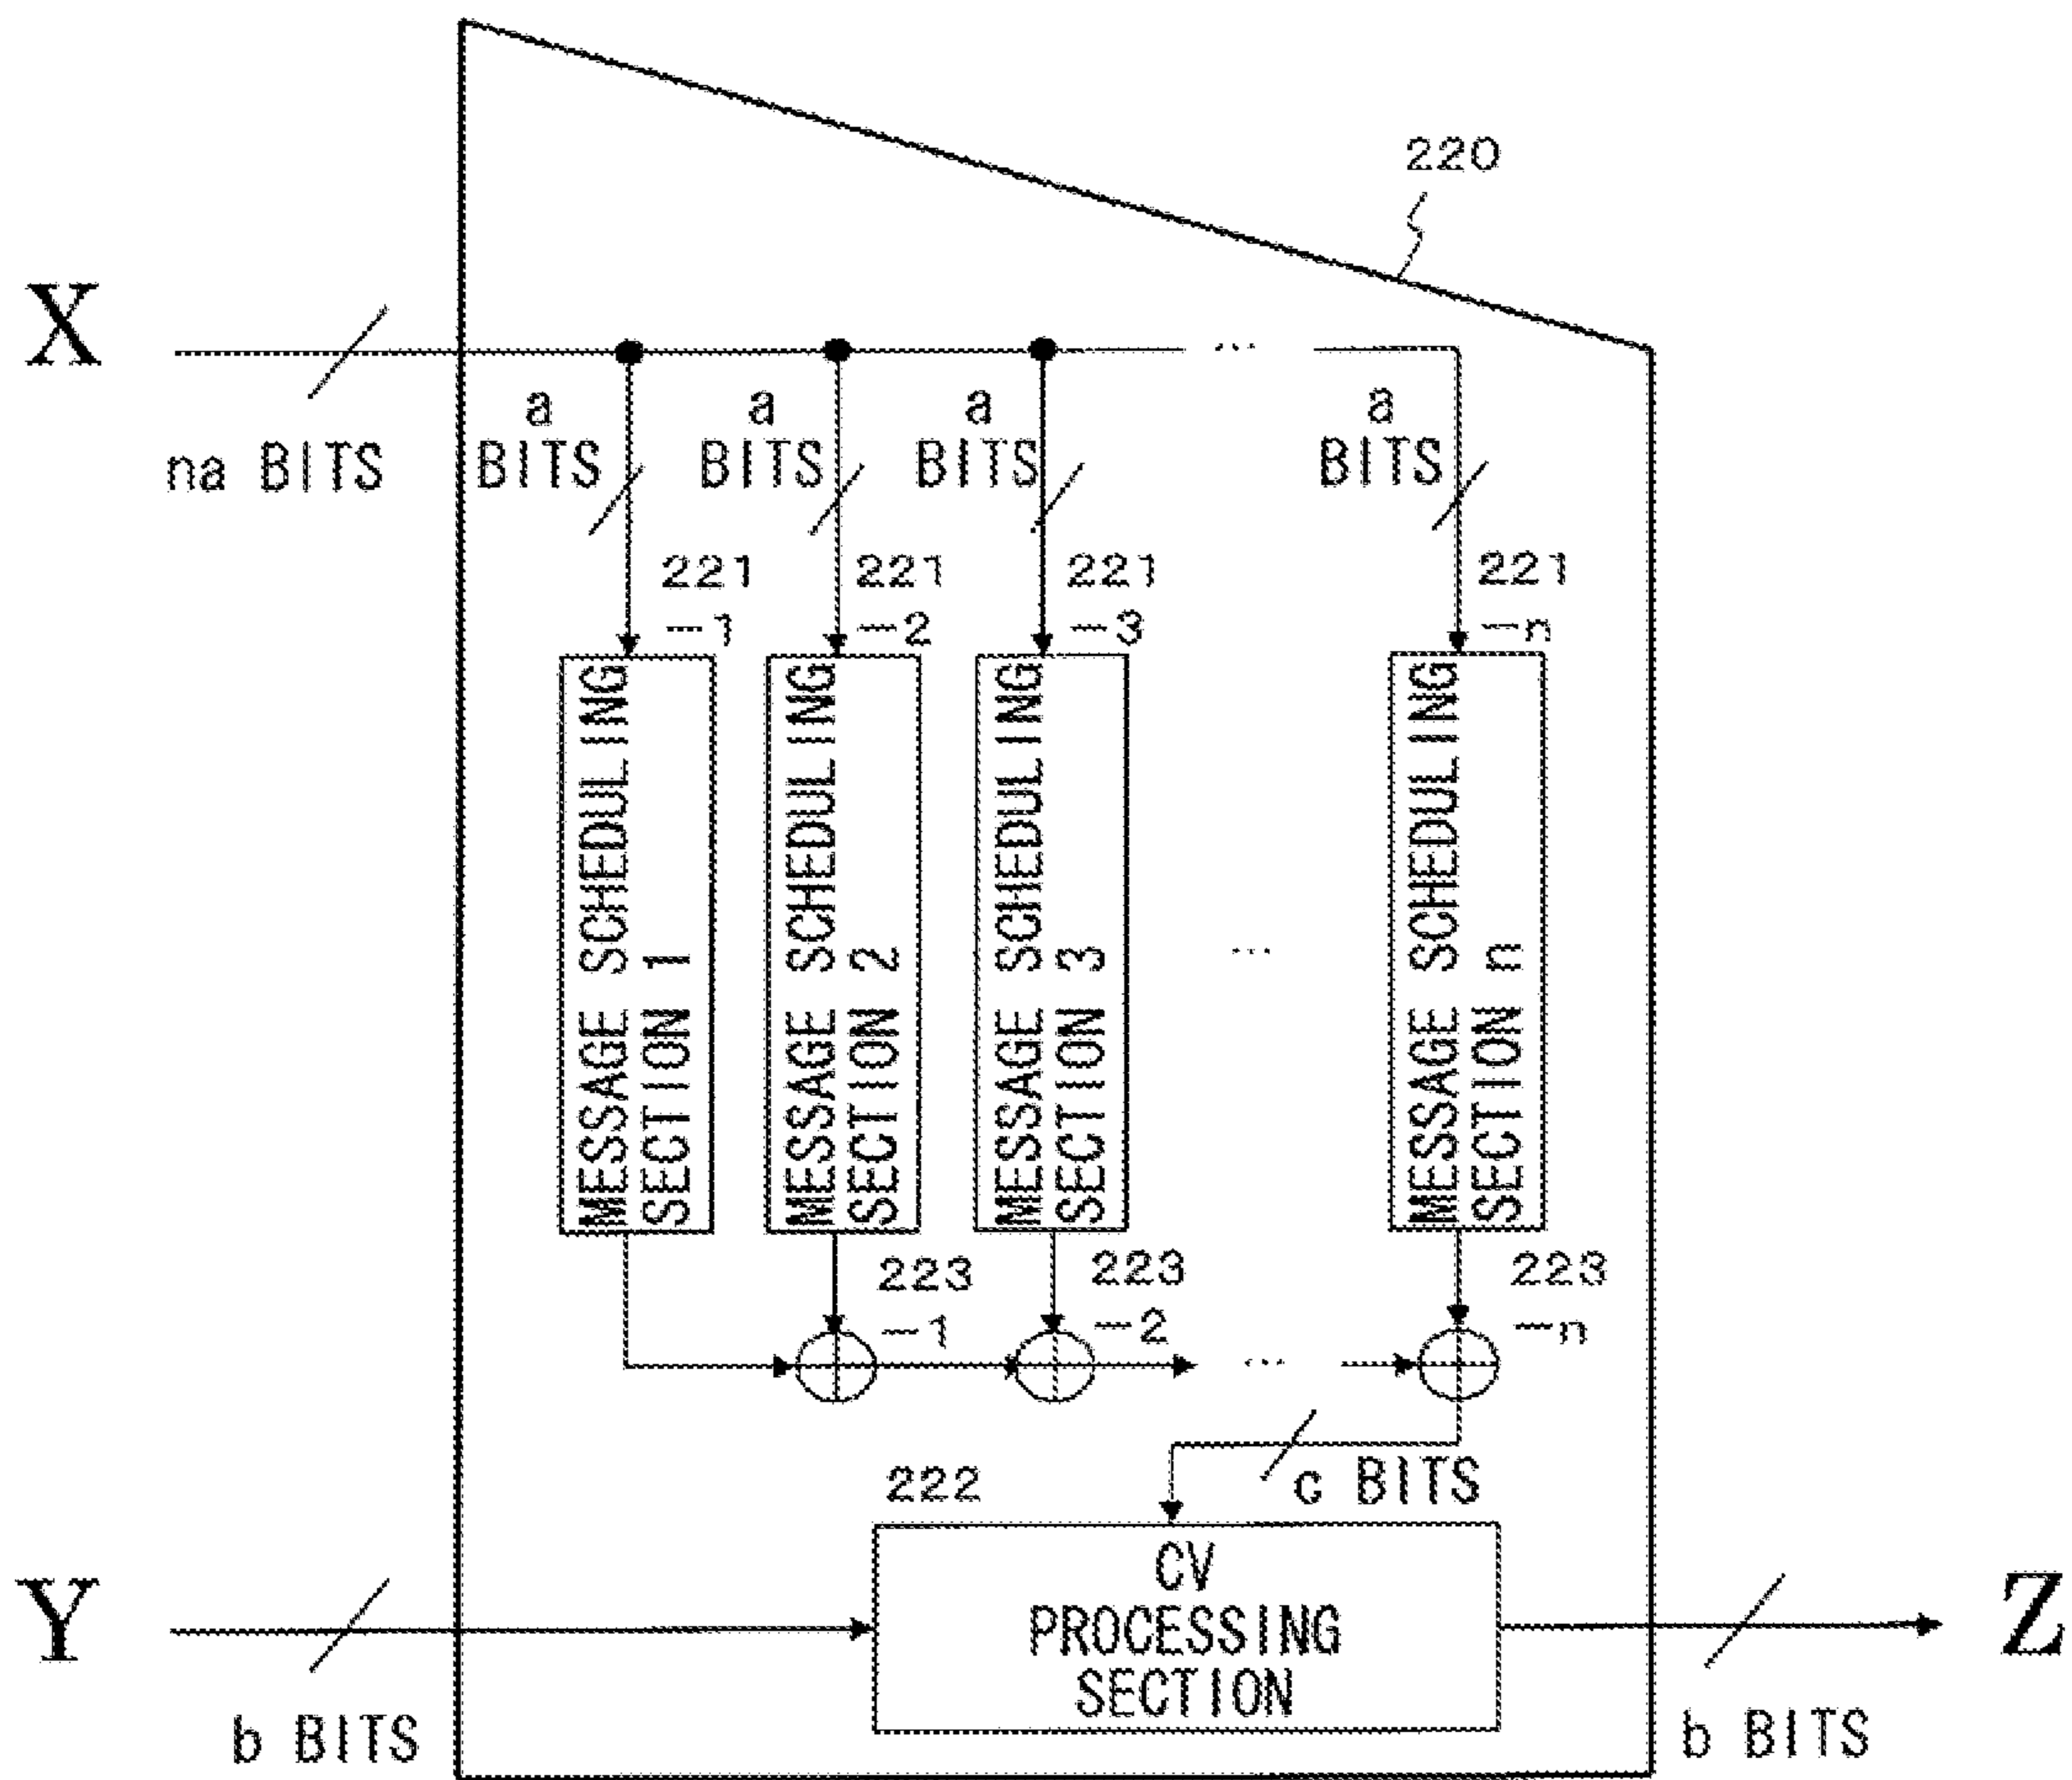 220
X
na BITS
a
BITS
a
BITS
a
BITS
...
a
BITS
221
-1
221
-2
221
-3
221
-n
MESSAGE SCHEDULING
SECTION 1
MESSAGE SCHEDULING
SECTION 2
MESSAGE SCHEDULING
SECTION 3
...
MESSAGE SCHEDULING
SECTION n
223
-1
223
-2
...
223
-n
c BITS
222
CV
PROCESSING
SECTION
Y
b BITS
Z
b BITS